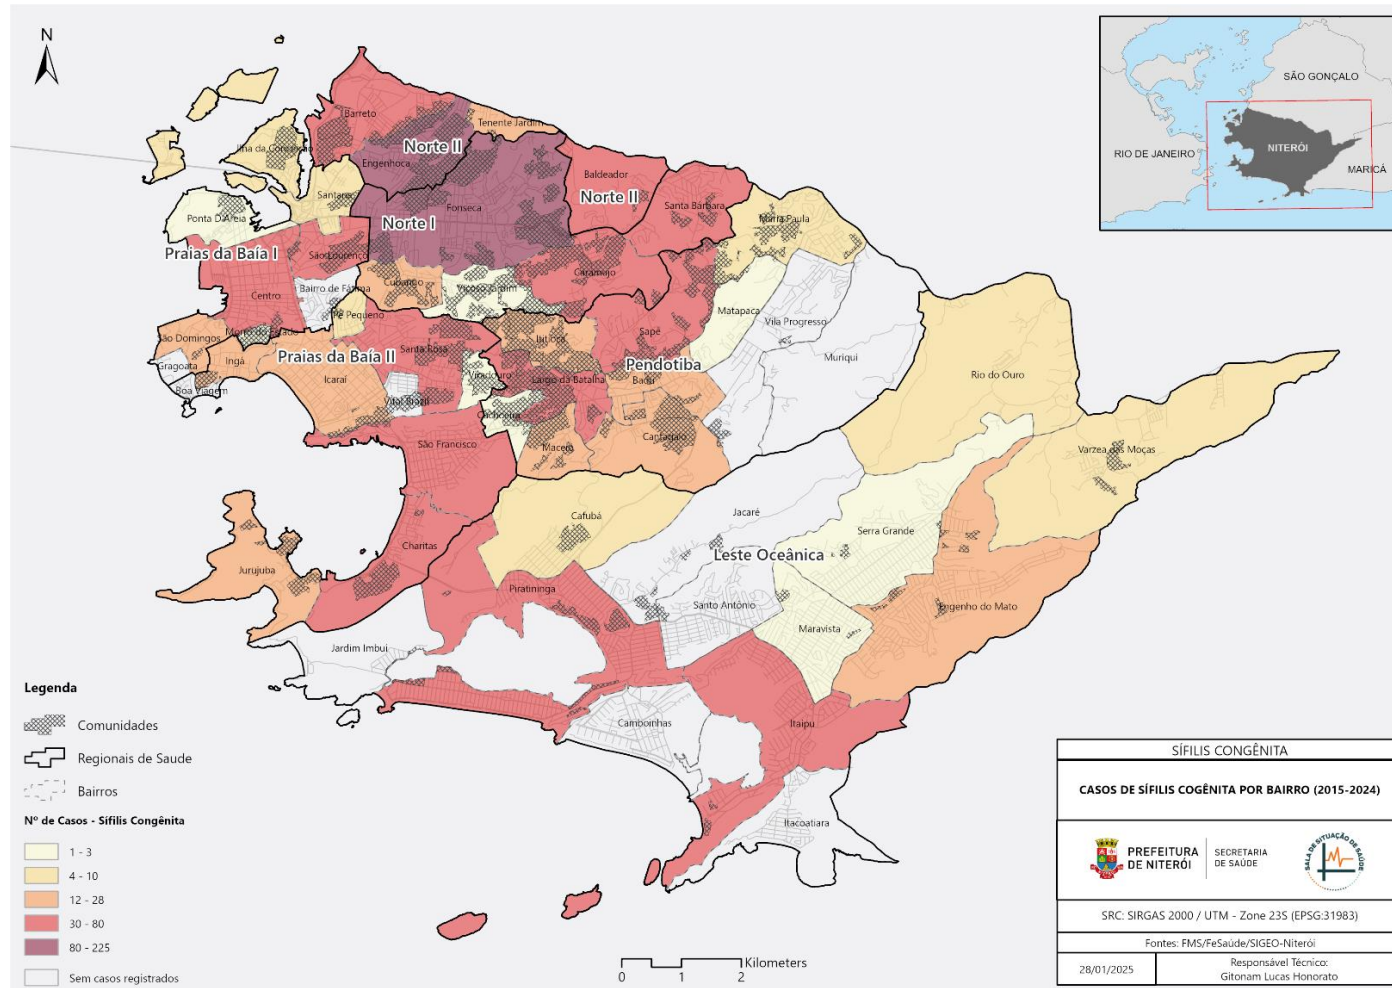 N
SÃO GONÇALO
RIO DE JANEIRO
NITERÓI
MARICÁ
Barreto
Tenente Jardim
Ilha da Conceição
Norte II
Engenhoca
Baldeador
Santana
Norte II
Santa Bárbara
Fonseca
Ponta D'Areia
Norte I
Maria Paula
Praias da Baía I
São Lourenço
Caramujo
Cubango
Viçoso Jardim
Bairro de Fátima
Centro
Matapaca
Pé Pequeno
Vila Progresso
Morro do Estado
São Domingos
Sapê
Ititioca
Santa Rosa
Praias da Baía II
Muriqui
Ingá
Pendotiba
Gragoata
Rio do Ouro
Viradouro
Largo da Batalha
Badu
Icaraí
Boa Viagem
Vital Brazil
Cachoeira
Cantagalo
São Francisco
Maceió
Varzea das Moças
Jacaré
Cafubá
Serra Grande
Charitas
Leste Oceânica
Jurujuba
Piratininga
Santo Antônio
Engenho do Mato
Maravista
Jardim Imbui
Camboinhas
Itaipu
Itacoatiara
Legenda
Comunidades
Regionais de Saude
Bairros
Nº de Casos - Sífilis Congênita
1 - 3
4 - 10
12 - 28
30 - 80
80 - 225
Sem casos registrados
Kilometers
0 1 2
SÍFILIS CONGÊNITA
CASOS DE SÍFILIS COGÊNITA POR BAIRRO (2015-2024)
PREFEITURA
DE NITERÓI
SECRETARIA
DE SAÚDE
SALA DE SITUAÇÃO DE SAÚDE
SRC: SIRGAS 2000 / UTM - Zone 23S (EPSG:31983)
Fontes: FMS/FeSaúde/SIGEO-Niterói
28/01/2025
Responsável Técnico:
Gitonam Lucas Honorato